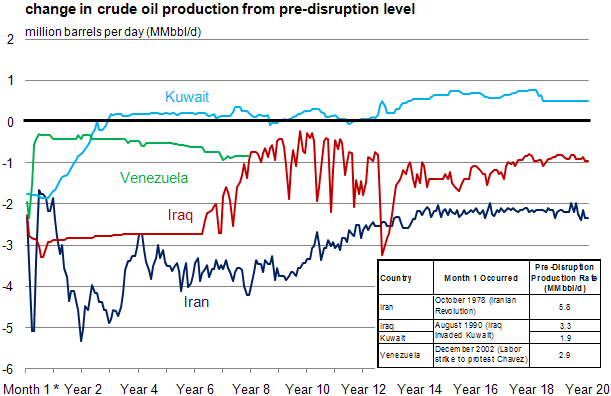 change in crude oil production from pre-disruption level
million barrels per day (MMbbl/d)
2
1
Kuwait
0
Venezuela
-1
Iraq
-2
-3
Iran
-4
-5
-6
Country Month 1 Occurred Pre-Disruption
Production Rate
(MMbbl/d)
Iran October 1978 (Iranian
Revolution) 5.8
Iraq August 1990 (Iraq 3.3
Kuwait invaded Kuwait) 1.9
Venezuela December 2002 (Labor
strike to protest Chavez) 2.9
Month 1 * Year 2 Year 4 Year 6 Year 8 Year 10 Year 12 Year 14 Year 16 Year 18 Year 20